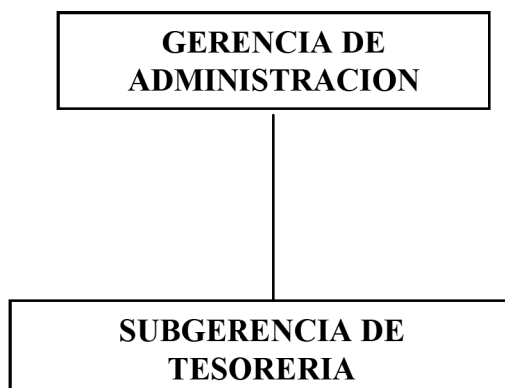 GERENCIA DE
ADMINISTRACION
SUBGERENCIA DE
TESORERIA